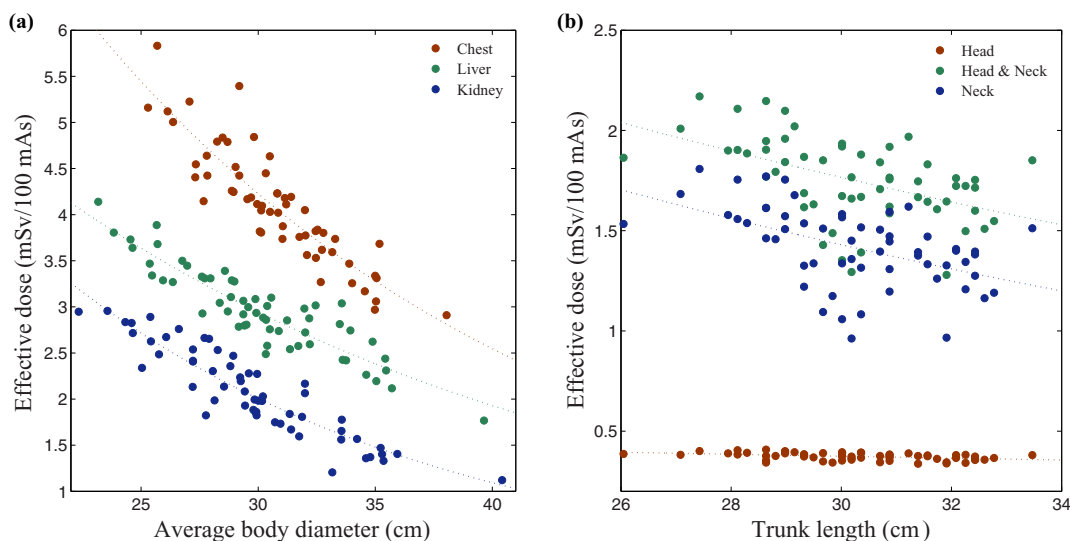 (a)
Effective dose (mSv/100 mAs)
6
5.5
5
4.5
4
3.5
3
2.5
2
1.5
1
Chest
Liver
Kidney
25
30
35
40
Average body diameter (cm)
(b)
Effective dose (mSv/100 mAs)
2.5
2
1.5
1
0.5
Head
Head & Neck
Neck
26
28
30
32
34
Trunk length (cm)